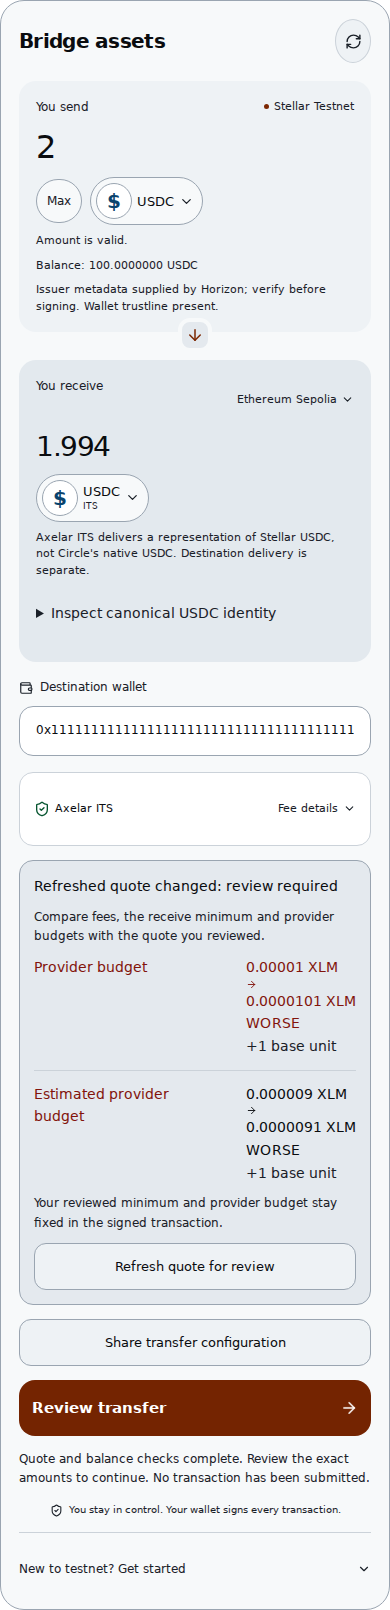 Bridge assets
You send
Stellar Testnet
2
Max
$
USDC
Amount is valid.
Balance: 100.0000000 USDC
Issuer metadata supplied by Horizon; verify before
signing. Wallet trustline present.
You receive
Ethereum Sepolia
1.994
$
USDC
ITS
Axelar ITS delivers a representation of Stellar USDC,
not Circle's native USDC. Destination delivery is
separate.
Inspect canonical USDC identity
Destination wallet
0x1111111111111111111111111111111111111111
Axelar ITS
Fee details
Refreshed quote changed: review required
Compare fees, the receive minimum and provider
budgets with the quote you reviewed.
Provider budget
0.00001 XLM
→
0.0000101 XLM
WORSE
+1 base unit
Estimated provider
budget
0.000009 XLM
→
0.0000091 XLM
WORSE
+1 base unit
Your reviewed minimum and provider budget stay
fixed in the signed transaction.
Refresh quote for review
Share transfer configuration
Review transfer
Quote and balance checks complete. Review the exact
amounts to continue. No transaction has been submitted.
You stay in control. Your wallet signs every transaction.
New to testnet? Get started